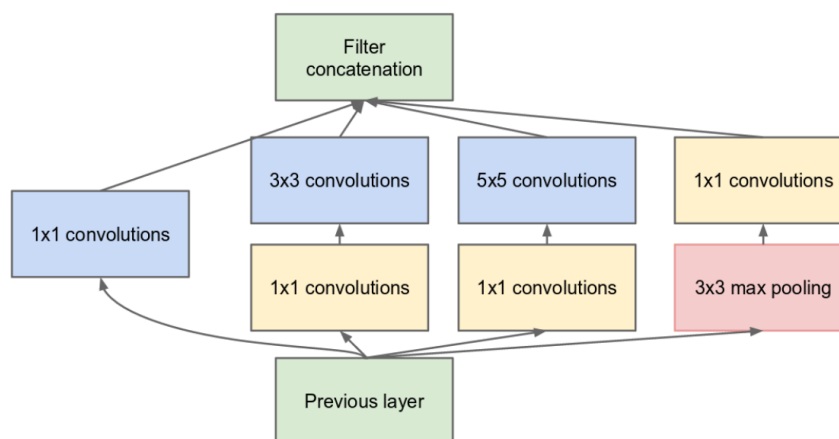 Filter
concatenation
3x3 convolutions
5x5 convolutions
1x1 convolutions
1x1 convolutions
1x1 convolutions
1x1 convolutions
3x3 max pooling
Previous layer